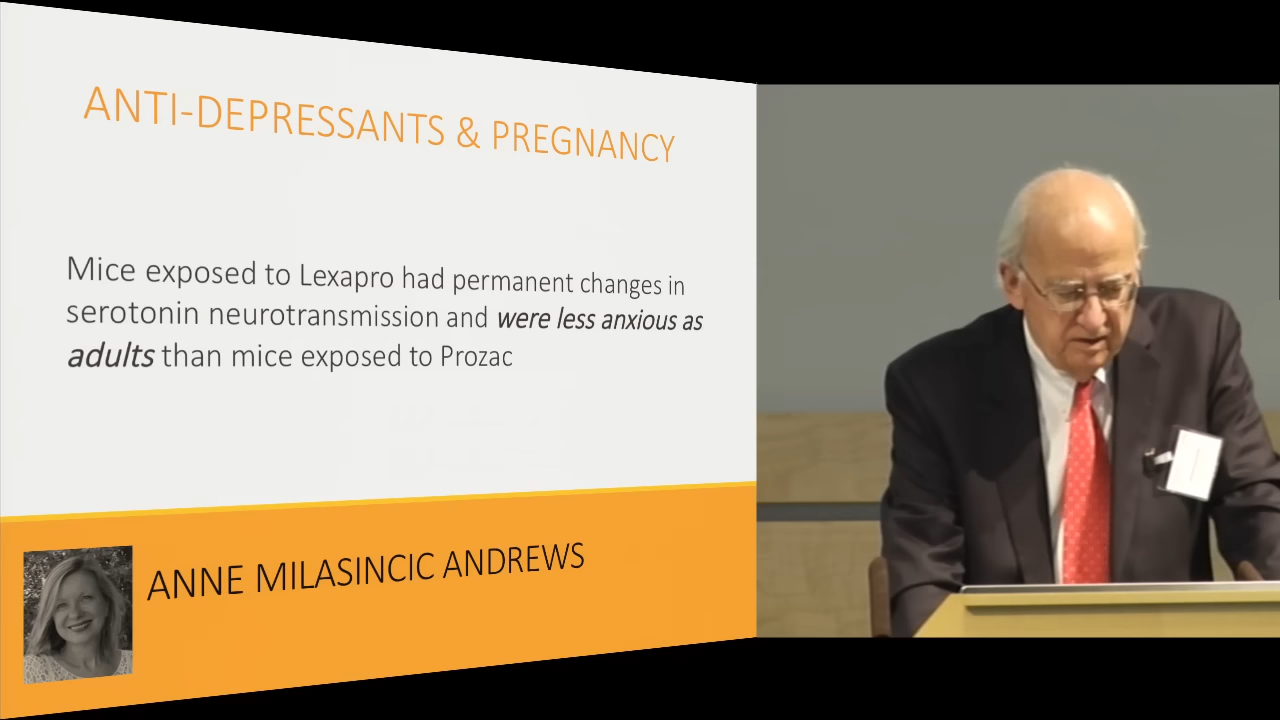 ANTI-DEPRESSANTS & PREGNANCY
Mice exposed to Lexapro had permanent changes in
serotonin neurotransmission and were less anxious as
adults than mice exposed to Prozac
ANNE MILASINCIC ANDREWS